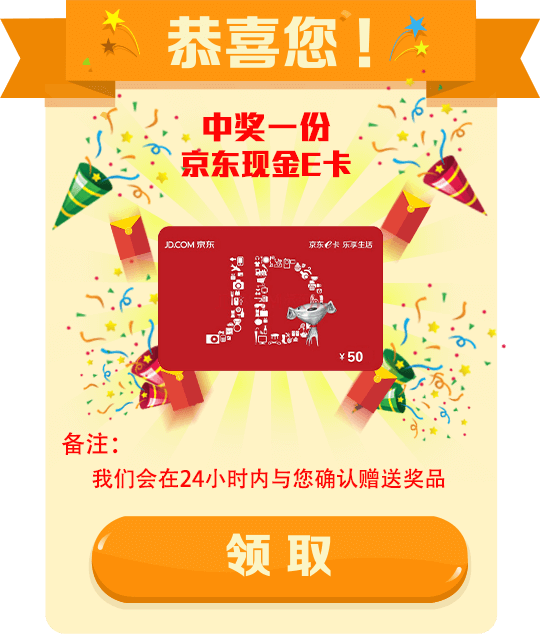 恭喜您!
中奖一份
京东现金E卡
JD.COM 京东
京东e卡 乐享生活
¥50
备注：
我们会在24小时内与您确认赠送奖品
领取